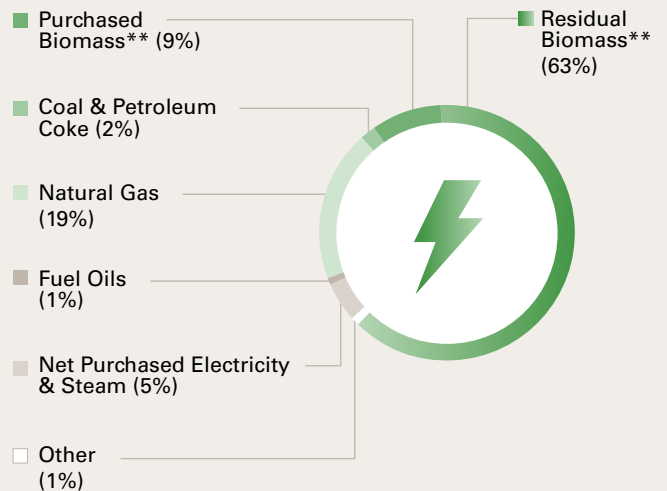 Purchased
Biomass** (9%)
Residual
Biomass**
(63%)
Coal & Petroleum
Coke (2%)
Natural Gas
(19%)
Fuel Oils
(1%)
Net Purchased Electricity
& Steam (5%)
Other
(1%)